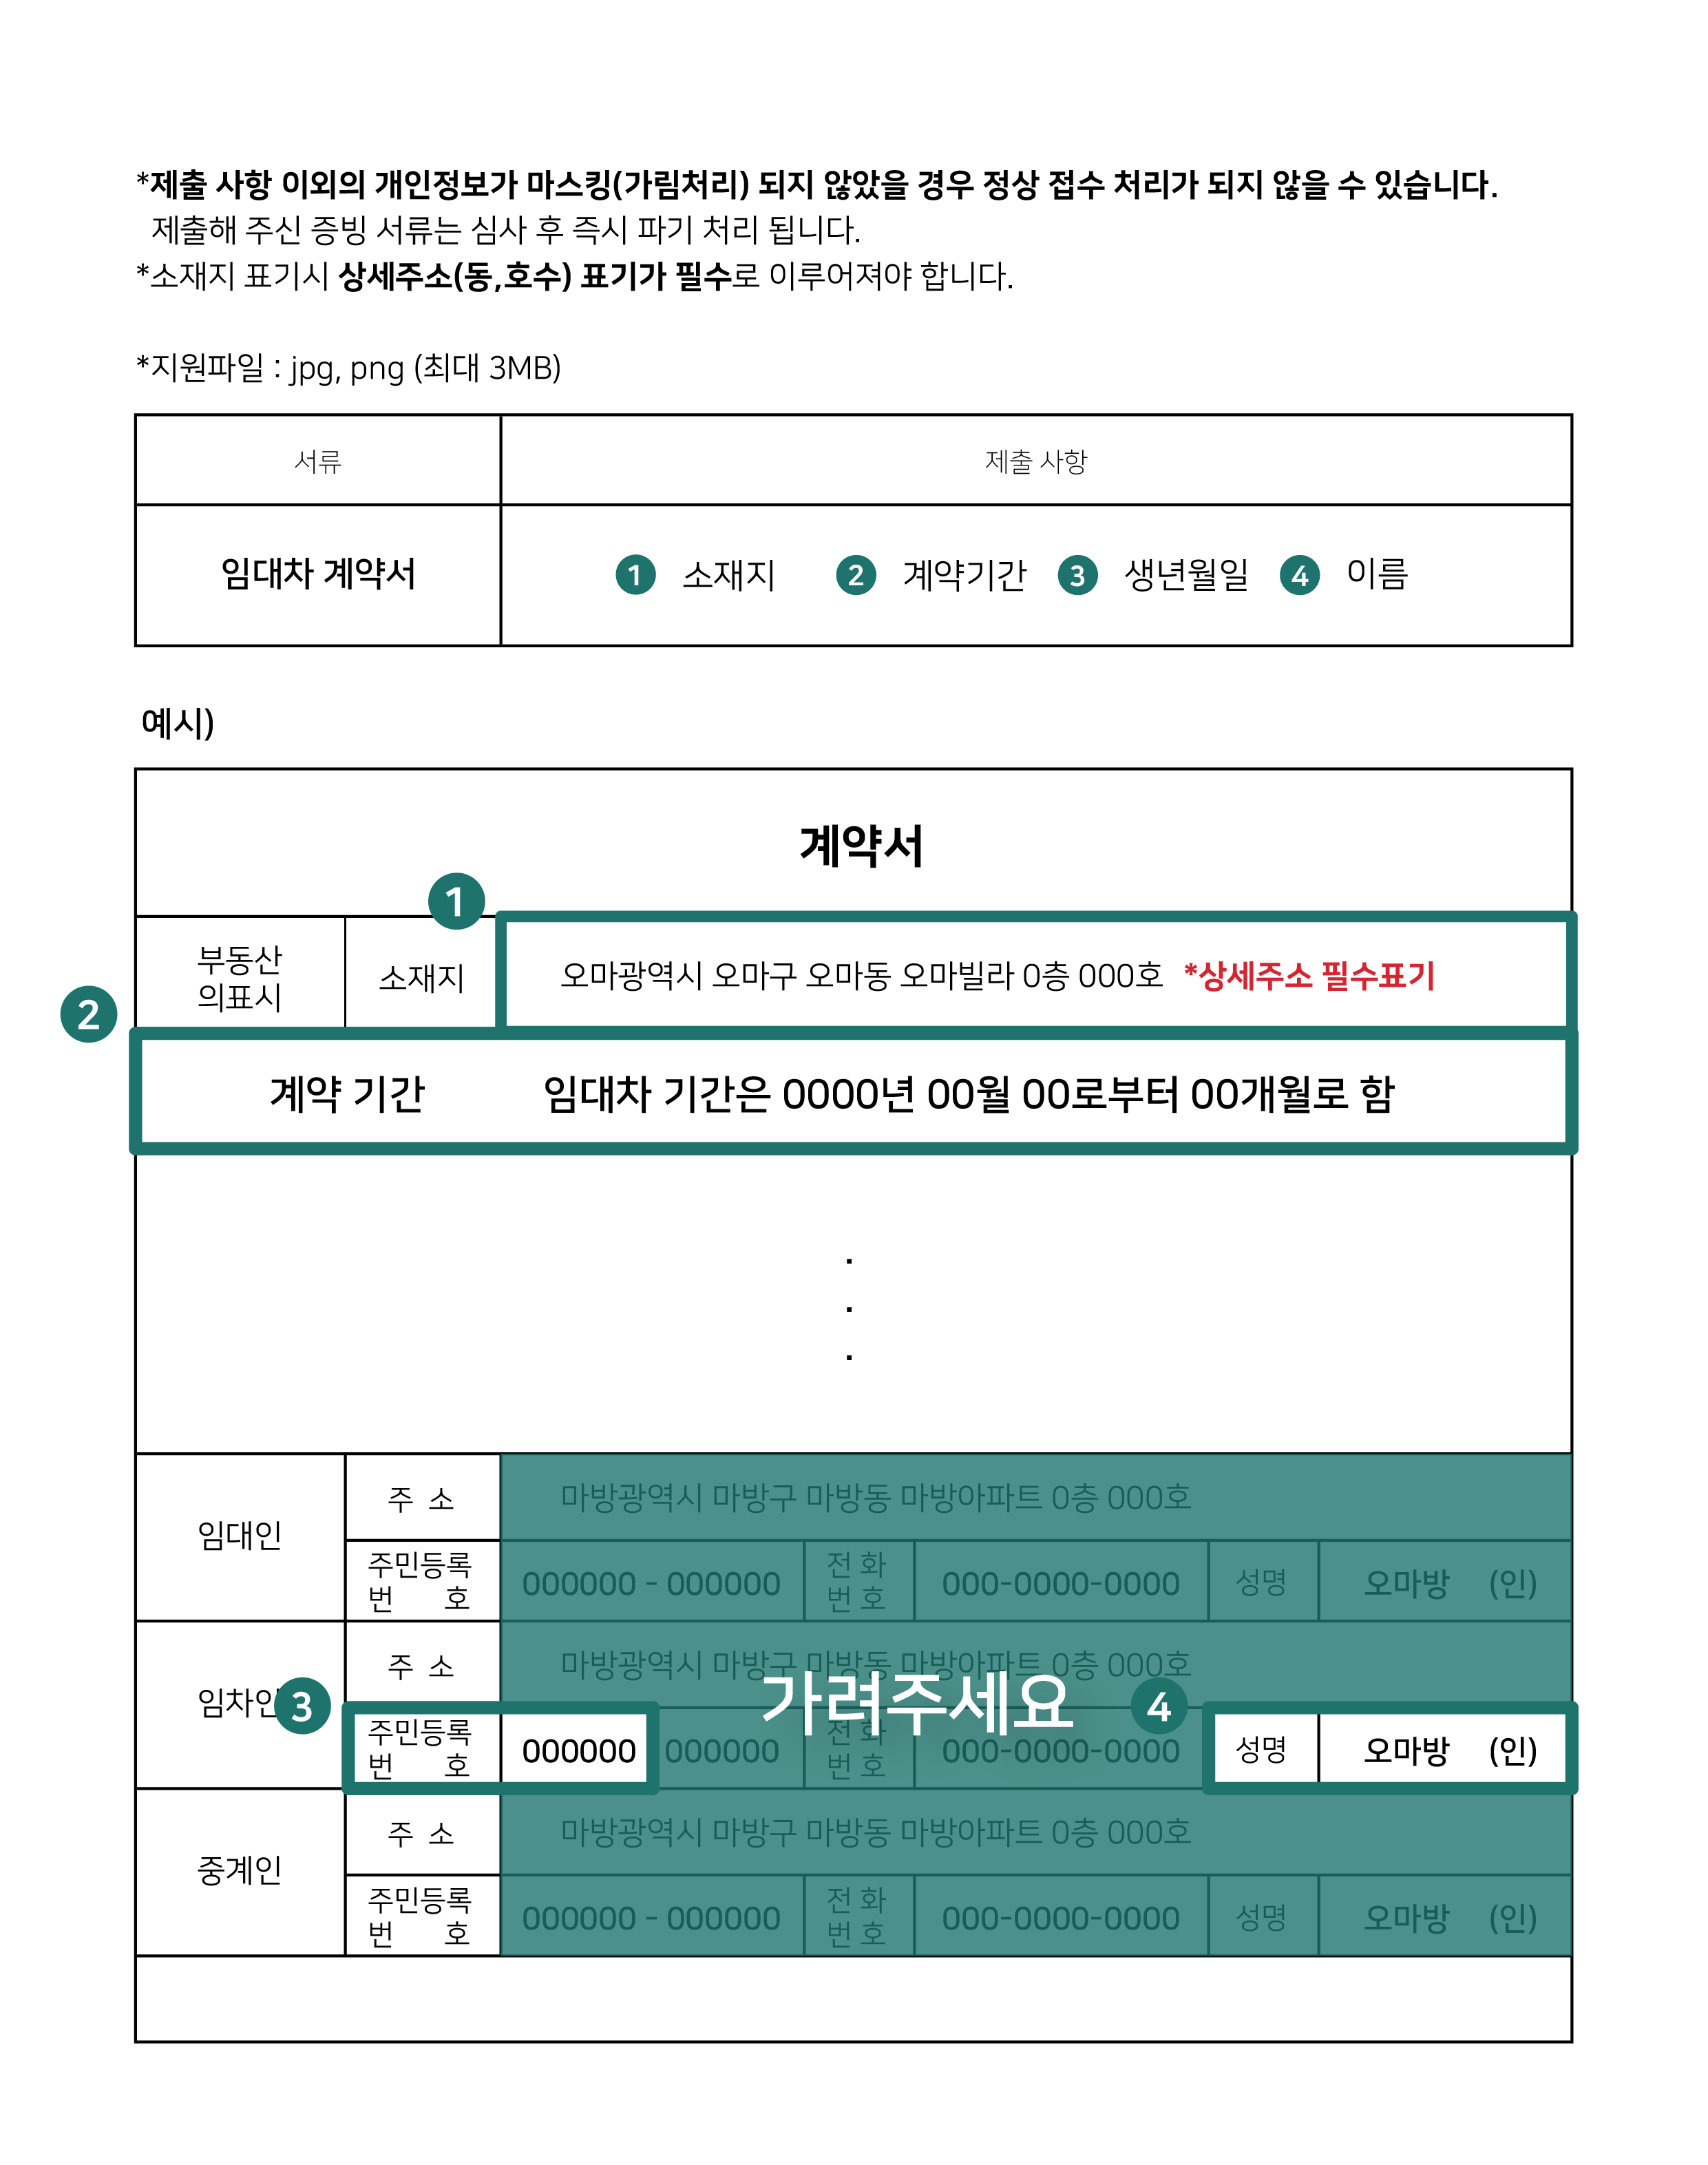 *제출 사항 이외의 개인정보가 마스킹(가림처리) 되지 않았을 경우 정상 접수 처리가 되지 않을 수 있습니다.
제출해 주신 증빙 서류는 심사 후 즉시 파기 처리 됩니다.
*소재지 표기시 상세주소(동,호수) 표기가 필수로 이루어져야 합니다.
*지원파일 : jpg, png (최대 3MB)
서류 제출 사항
임대차 계약서 1 소재지 2 계약기간 3 생년월일 4 이름
예시)
계약서
1
부동산
의표시
소재지 오마광역시 오마구 오마동 오마빌라 0층 000호 *상세주소 필수표기
2
계약 기간 임대차 기간은 0000년 00월 00로부터 00개월로 함
.
.
.
임대인
주 소 마방광역시 마방구 마방동 마방아파트 0층 000호
주민등록
번 호
000000 - 000000
전 화
번 호
000-0000-0000 성명 오마방 (인)
임차인
주 소 마방광역시 마방구 마방동 마방아파트 0층 000호
가려주세요
3
주민등록
번 호
000000 000000
전 화
번 호
000-0000-0000
4
성명 오마방 (인)
중계인
주 소 마방광역시 마방구 마방동 마방아파트 0층 000호
주민등록
번 호
000000 - 000000
전 화
번 호
000-0000-0000 성명 오마방 (인)